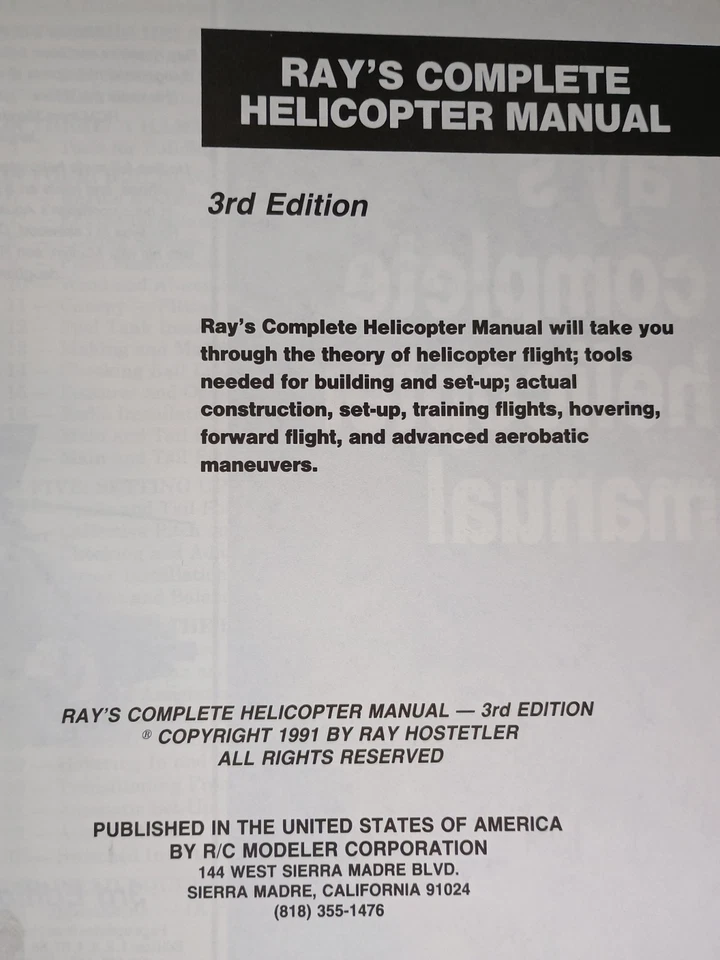 RAY'S COMPLETE
HELICOPTER MANUAL
3rd Edition
Ray's Complete Helicopter Manual will take you
through the theory of helicopter flight; tools
needed for building and set-up; actual
construction, set-up, training flights, hovering,
forward flight, and advanced aerobatic
maneuvers.
RAY'S COMPLETE HELICOPTER MANUAL — 3rd EDITION
® COPYRIGHT 1991 BY RAY HOSTETLER
ALL RIGHTS RESERVED
PUBLISHED IN THE UNITED STATES OF AMERICA
BY R/C MODELER CORPORATION
144 WEST SIERRA MADRE BLVD.
SIERRA MADRE, CALIFORNIA 91024
(818) 355-1476